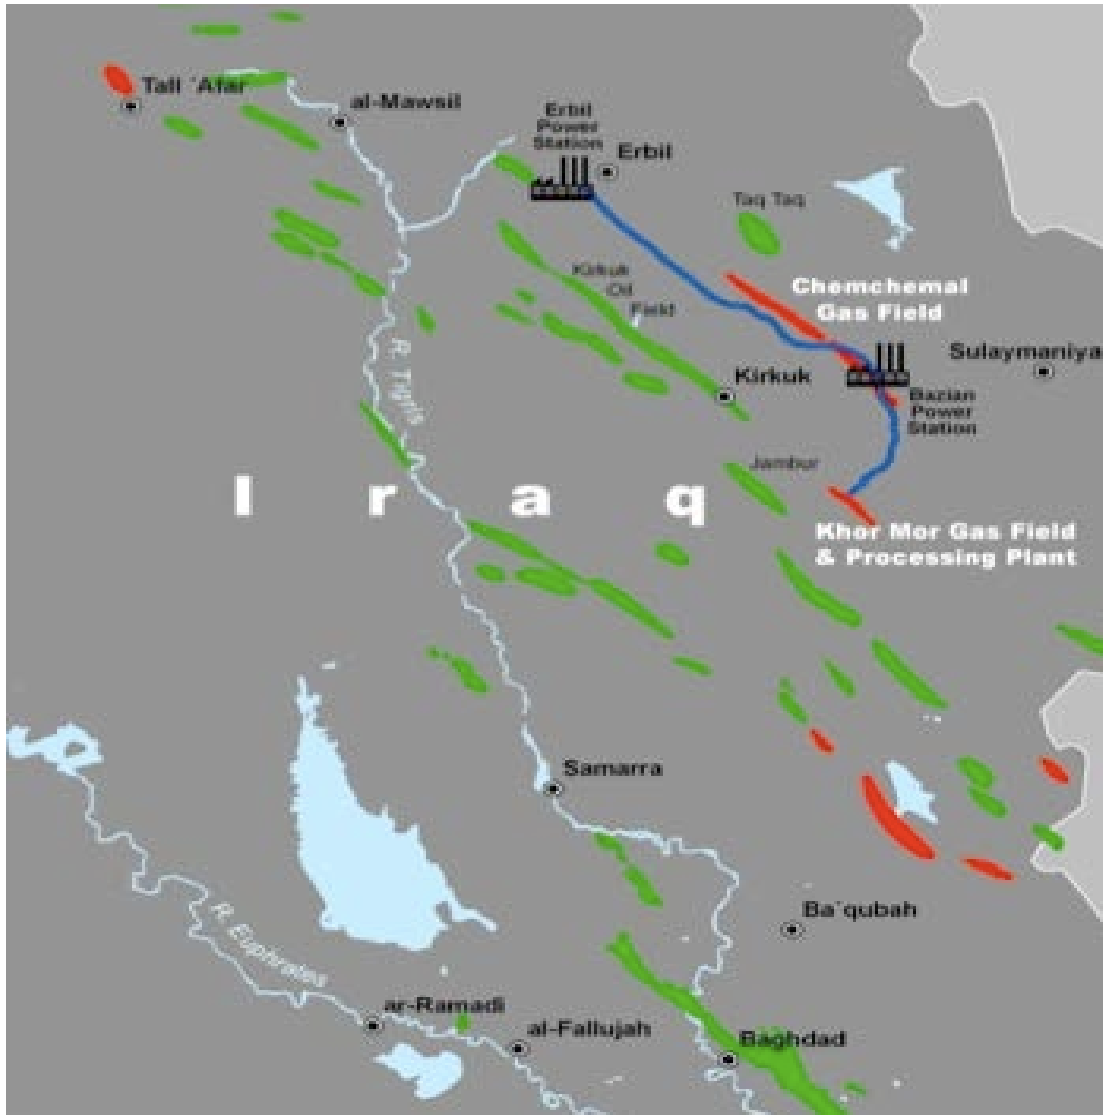 Tall `Afar
al-Mawsil
Erbil
Power
Station
Erbil
Taq Taq
Kirkuk
Oil
Field
Chemchemal
Gas Field
Sulaymaniya
Kirkuk
Bazian
Power
Station
R. Tigris
Jambur
I r a q
Khor Mor Gas Field
& Processing Plant
Samarra
Ba`qubah
R. Euphrates
ar-Ramadi
al-Fallujah
Baghdad